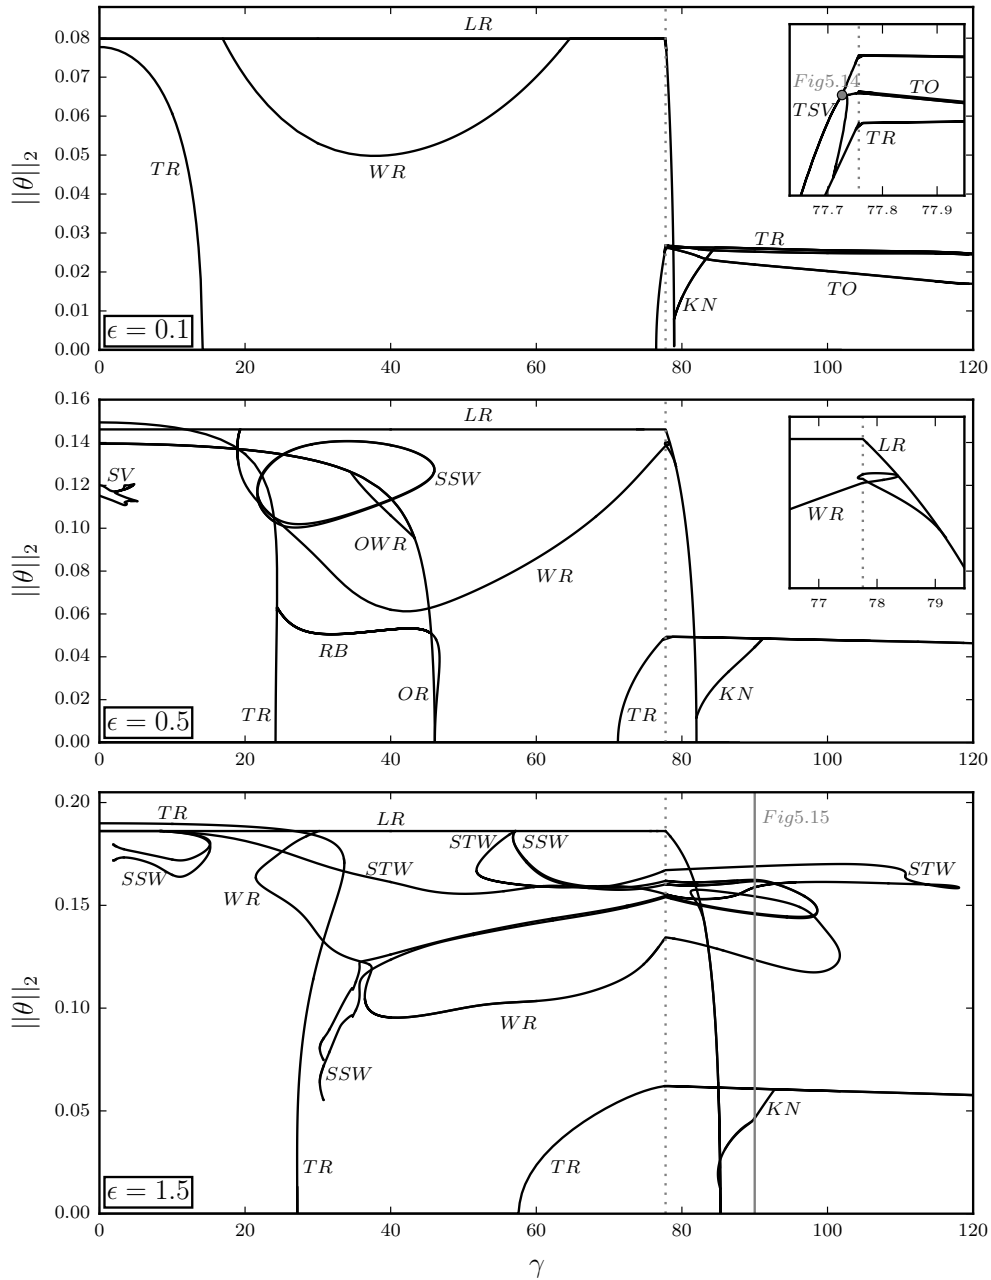 LR
0.08
0.07
0.06
0.05
0.04
0.03
0.02
0.01
0.00
||θ||₂
TR
WR
Fig5.14
TO
TSV
TR
77.7 77.8 77.9
TR
TO
KN
ϵ = 0.1
0 20 40 60 80 100 120
0.16
0.14
0.12
0.10
0.08
0.06
0.04
0.02
0.00
||θ||₂
LR
SV
SSW
OWR
WR
RB
OR
TR
TR
KN
LR
WR
77 78 79
ϵ = 0.5
0 20 40 60 80 100 120
0.20
0.15
0.10
0.05
0.00
||θ||₂
TR
LR
Fig5.15
STW
SSW
STW
STW
SSW
WR
WR
SSW
KN
TR
TR
ϵ = 1.5
0 20 40 60 80 100 120
γ